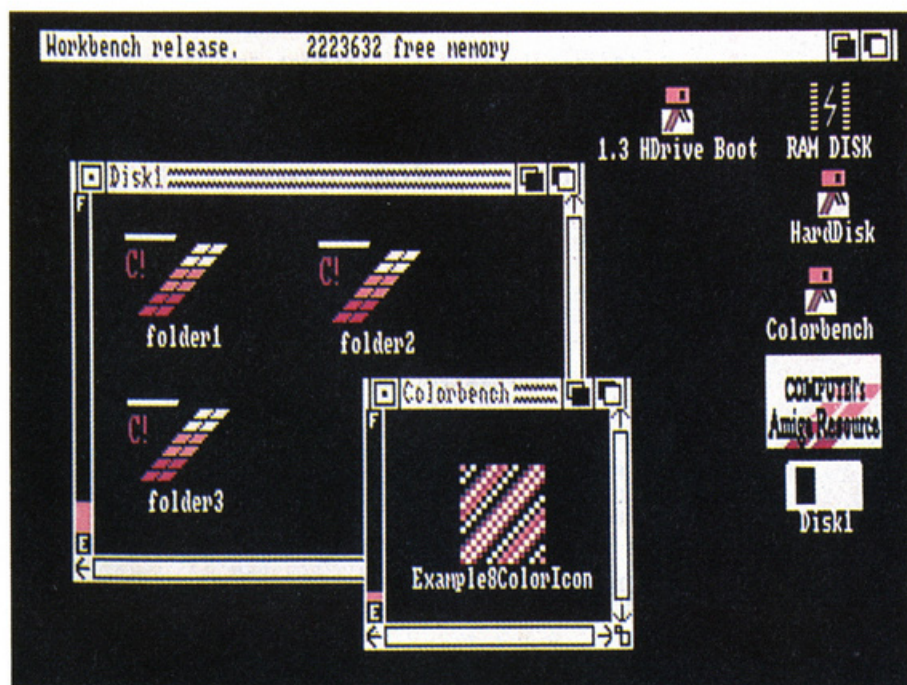 Workbench release. 2223632 free memory
1.3 HDrive Boot
RAM DISK
HardDisk
Colorbench
COMPUTE!'s
Amiga Resource
Disk1
Disk1
F
E
C!
folder1
C!
folder2
C!
folder3
Colorbench
F
E
Example8ColorIcon